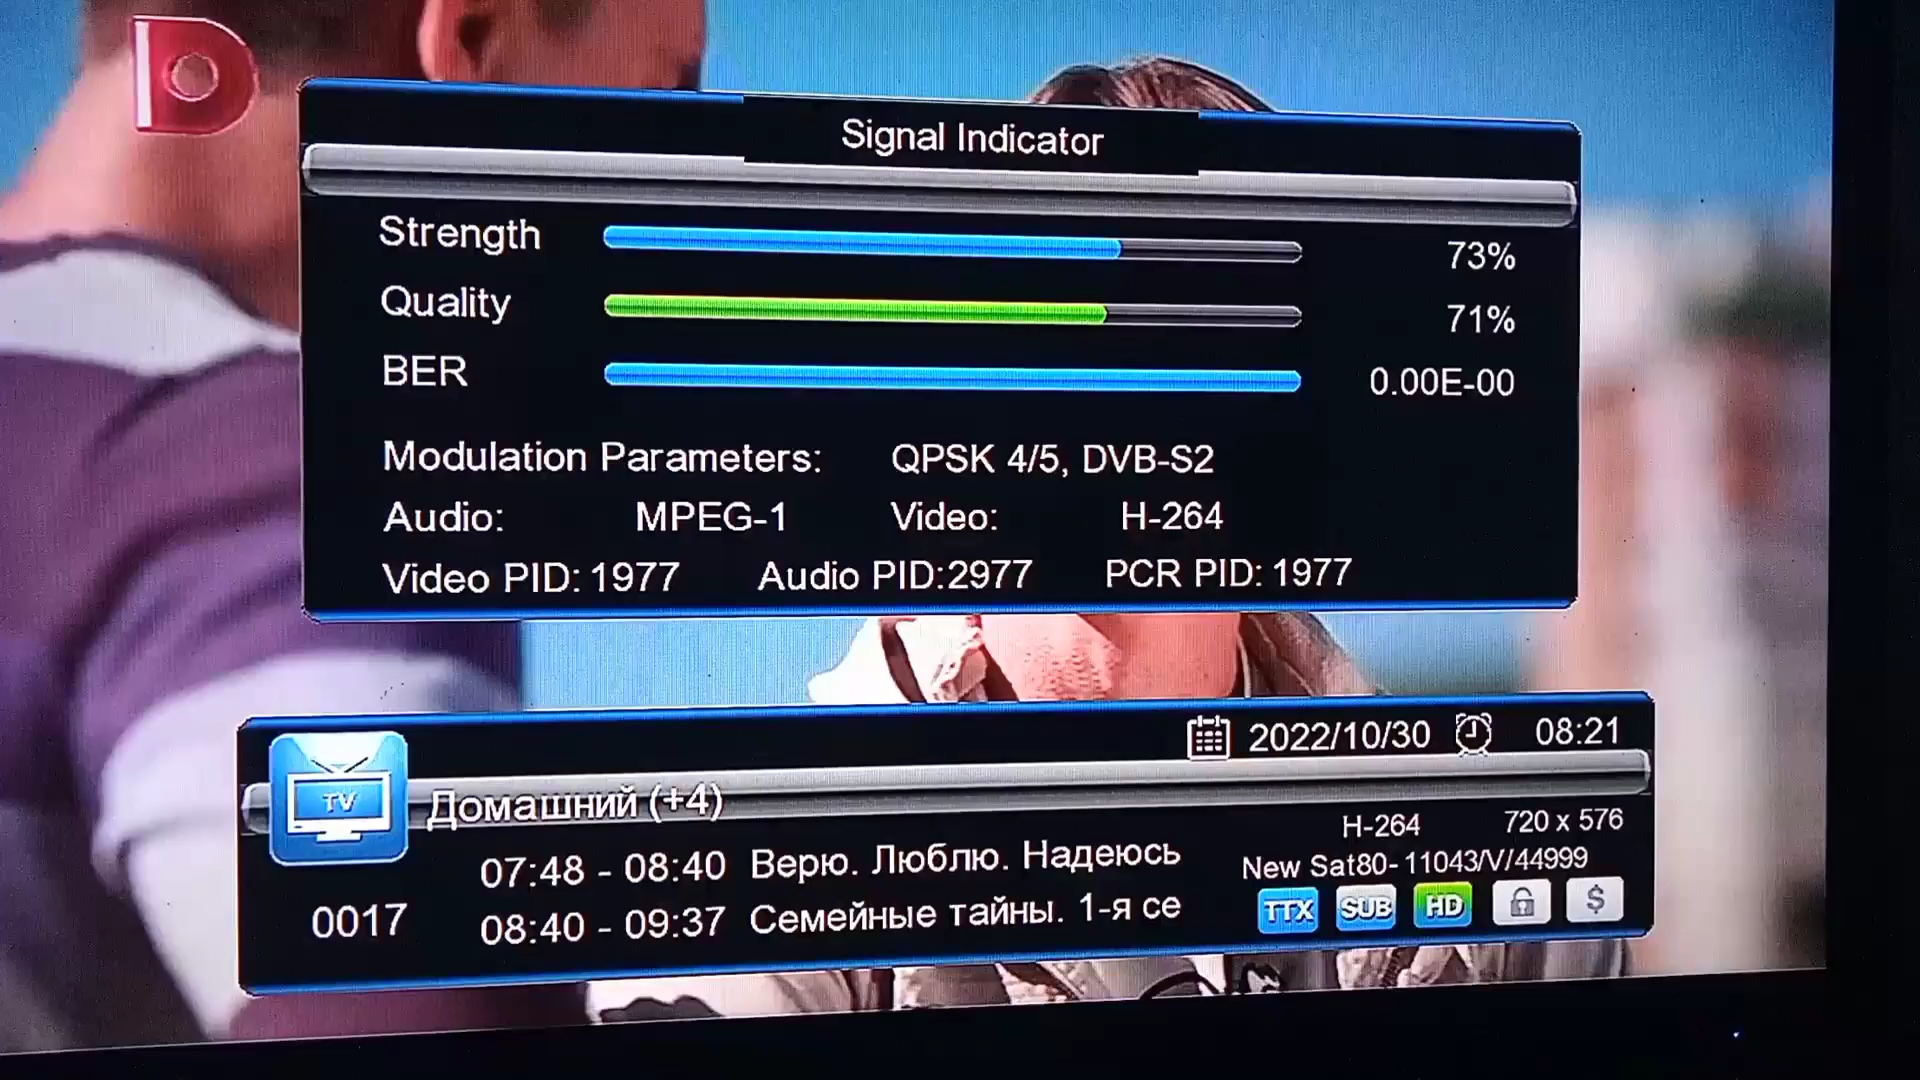 Signal Indicator
Strength 73%
Quality 71%
BER 0.00E-00
Modulation Parameters: QPSK 4/5, DVB-S2
Audio: MPEG-1 Video: H-264
Video PID: 1977 Audio PID:2977 PCR PID: 1977
2022/10/30 08:21
TV
Домашний (+4)
H-264 720 x 576
07:48 - 08:40 Верю. Люблю. Надеюсь
New Sat80- 11043/V/44999
0017
08:40 - 09:37 Семейные тайны. 1-я се
TTX SUB HD $